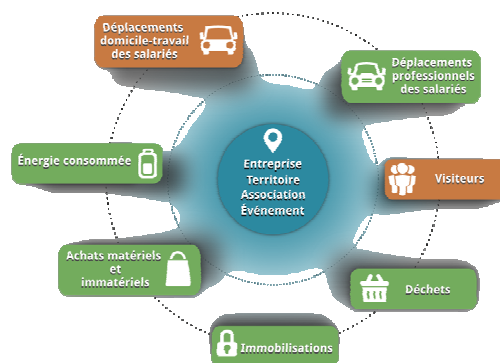 Déplacements
domicile-travail
des salariés
Déplacements
professionnels
des salariés
Énergie consommée
Entreprise
Territoire
Association
Événement
Visiteurs
Achats matériels
et
immatériels
Déchets
Immobilisations